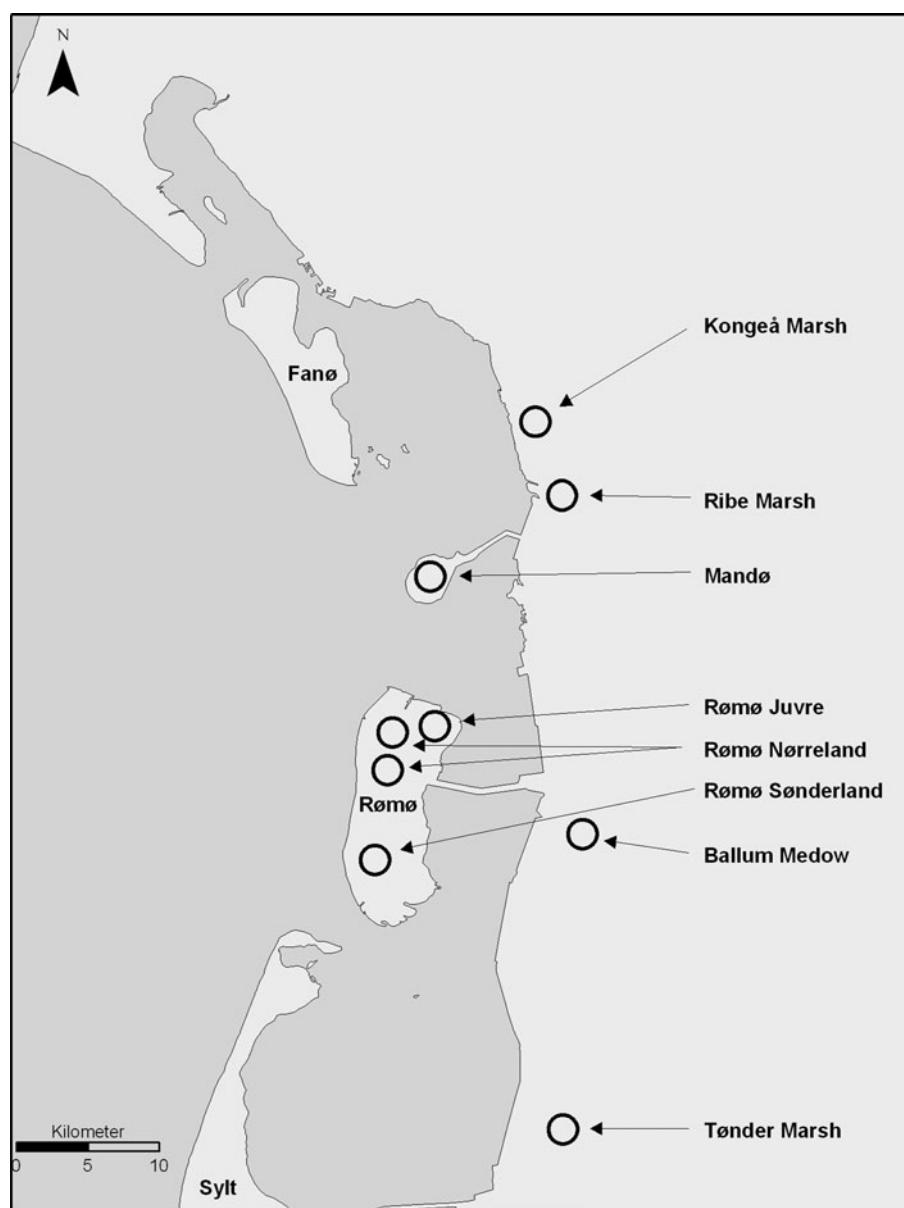 N
Kongeå Marsh
Fanø
Ribe Marsh
Mandø
Rømø Juvre
Rømø Nørreland
Rømø Sønderland
Rømø
Ballum Medow
Kilometer
0 5 10
Tønder Marsh
Sylt